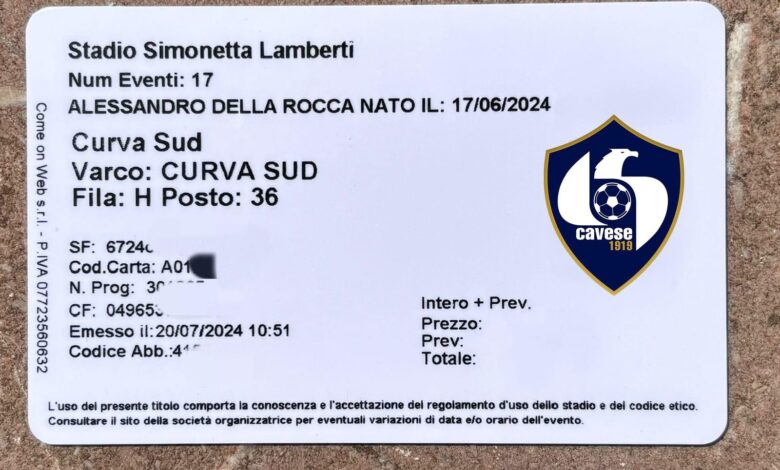 Stadio Simonetta Lamberti
Num Eventi: 17
ALESSANDRO DELLA ROCCA NATO IL: 17/06/2024
Curva Sud
Varco: CURVA SUD
Fila: H Posto: 36
SF: 6724
Cod.Carta: A01
N. Prog:
CF: 04965
Emesso il:20/07/2024 10:51
Codice Abb.:4
Intero + Prev.
Prezzo:
Prev:
Totale:
L'uso del presente titolo comporta la conoscenza e l'accettazione del regolamento d'uso dello stadio e del codice etico.
Consultare il sito della società organizzatrice per eventuali variazioni di data e/o orario dell'evento.
Come on Web s.r.l. - P.IVA 07723560632
cavese
1919